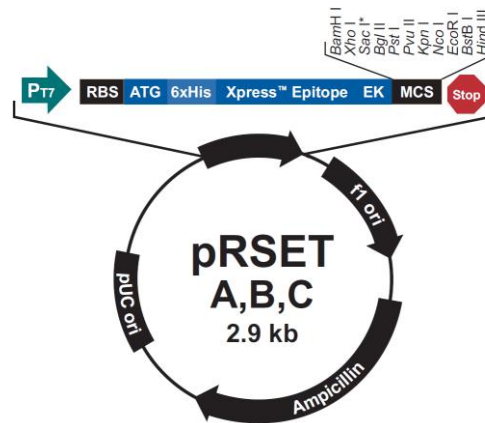 BamH I
Xho I
Sac I*
Bgl II
Pst I
Pvu II
Kpn I
Nco I
EcoR I
BstB I
Hind III
PT7
RBS ATG 6xHis Xpress™ Epitope EK MCS Stop
f1 ori
pRSET
A,B,C
2.9 kb
pUC ori
Ampicillin